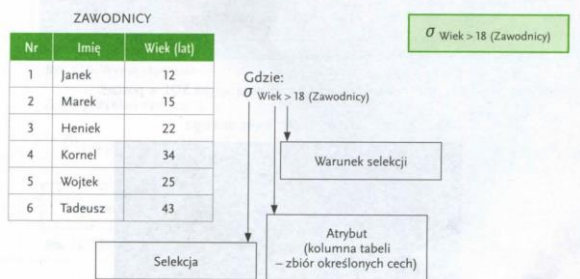 ZAWODNICY
Nr Imię Wiek (lat)
1 Janek 12
2 Marek 15
3 Heniek 22
4 Kornel 34
5 Wojtek 25
6 Tadeusz 43
σ Wiek > 18 (Zawodnicy)
Gdzie:
σ Wiek > 18 (Zawodnicy)
Warunek selekcji
Atrybut
(kolumna tabeli
– zbiór określonych cech)
Selekcja